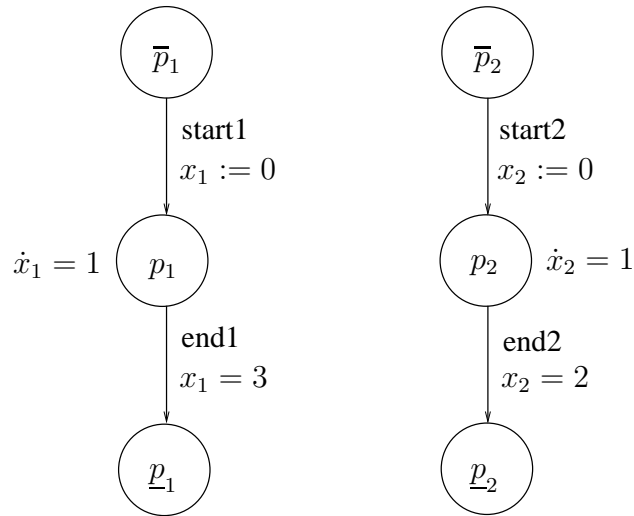 p̅₁
start1
x₁ := 0
ẋ₁ = 1
p₁
end1
x₁ = 3
p̲₁
p̅₂
start2
x₂ := 0
p₂
ẋ₂ = 1
end2
x₂ = 2
p̲₂